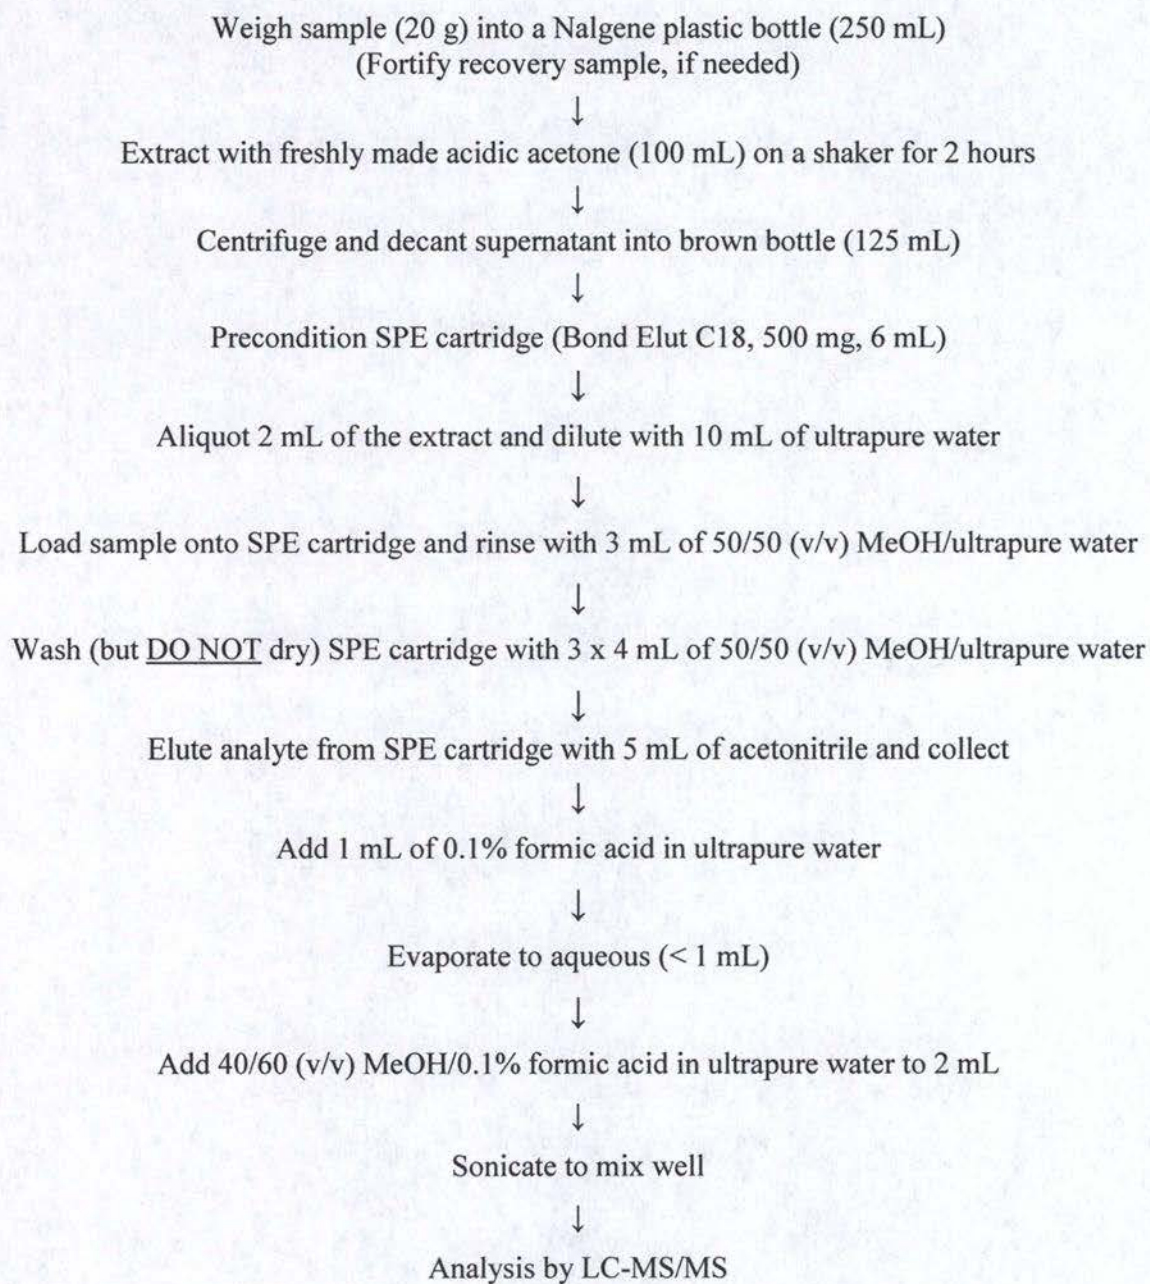 Weigh sample (20 g) into a Nalgene plastic bottle (250 mL)
(Fortify recovery sample, if needed)
↓
Extract with freshly made acidic acetone (100 mL) on a shaker for 2 hours
↓
Centrifuge and decant supernatant into brown bottle (125 mL)
↓
Precondition SPE cartridge (Bond Elut C18, 500 mg, 6 mL)
↓
Aliquot 2 mL of the extract and dilute with 10 mL of ultrapure water
↓
Load sample onto SPE cartridge and rinse with 3 mL of 50/50 (v/v) MeOH/ultrapure water
↓
Wash (but DO NOT dry) SPE cartridge with 3 x 4 mL of 50/50 (v/v) MeOH/ultrapure water
↓
Elute analyte from SPE cartridge with 5 mL of acetonitrile and collect
↓
Add 1 mL of 0.1% formic acid in ultrapure water
↓
Evaporate to aqueous (< 1 mL)
↓
Add 40/60 (v/v) MeOH/0.1% formic acid in ultrapure water to 2 mL
↓
Sonicate to mix well
↓
Analysis by LC-MS/MS